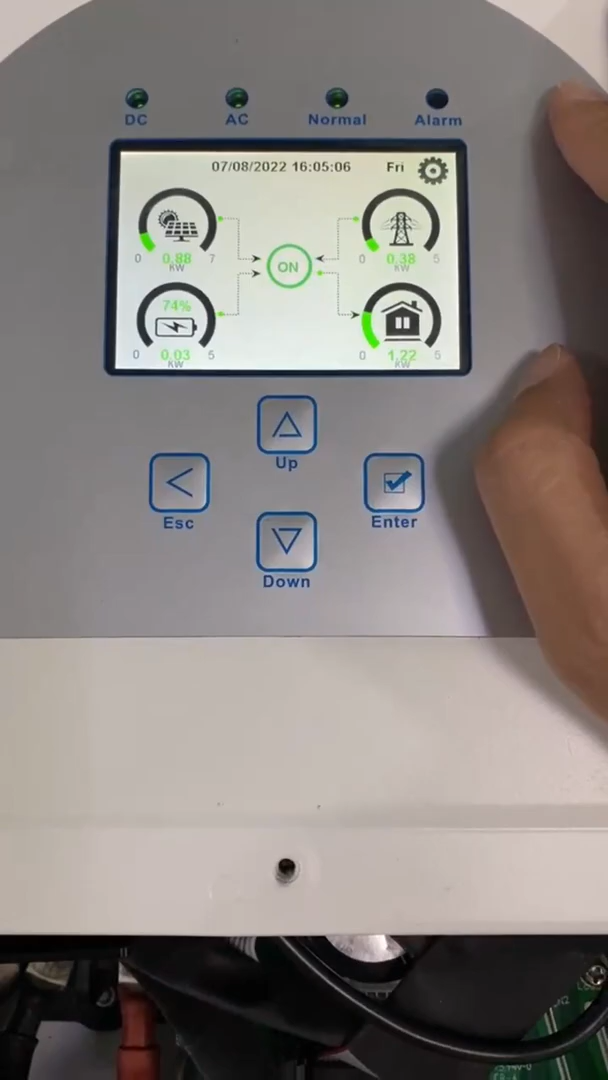 DC AC Normal Alarm
07/08/2022 16:05:06 Fri
0 0.88 7
KW
0 0.38 5
KW
ON
74%
0 0.03 5
KW
0 1.22 5
KW
Up
Esc
Enter
Down